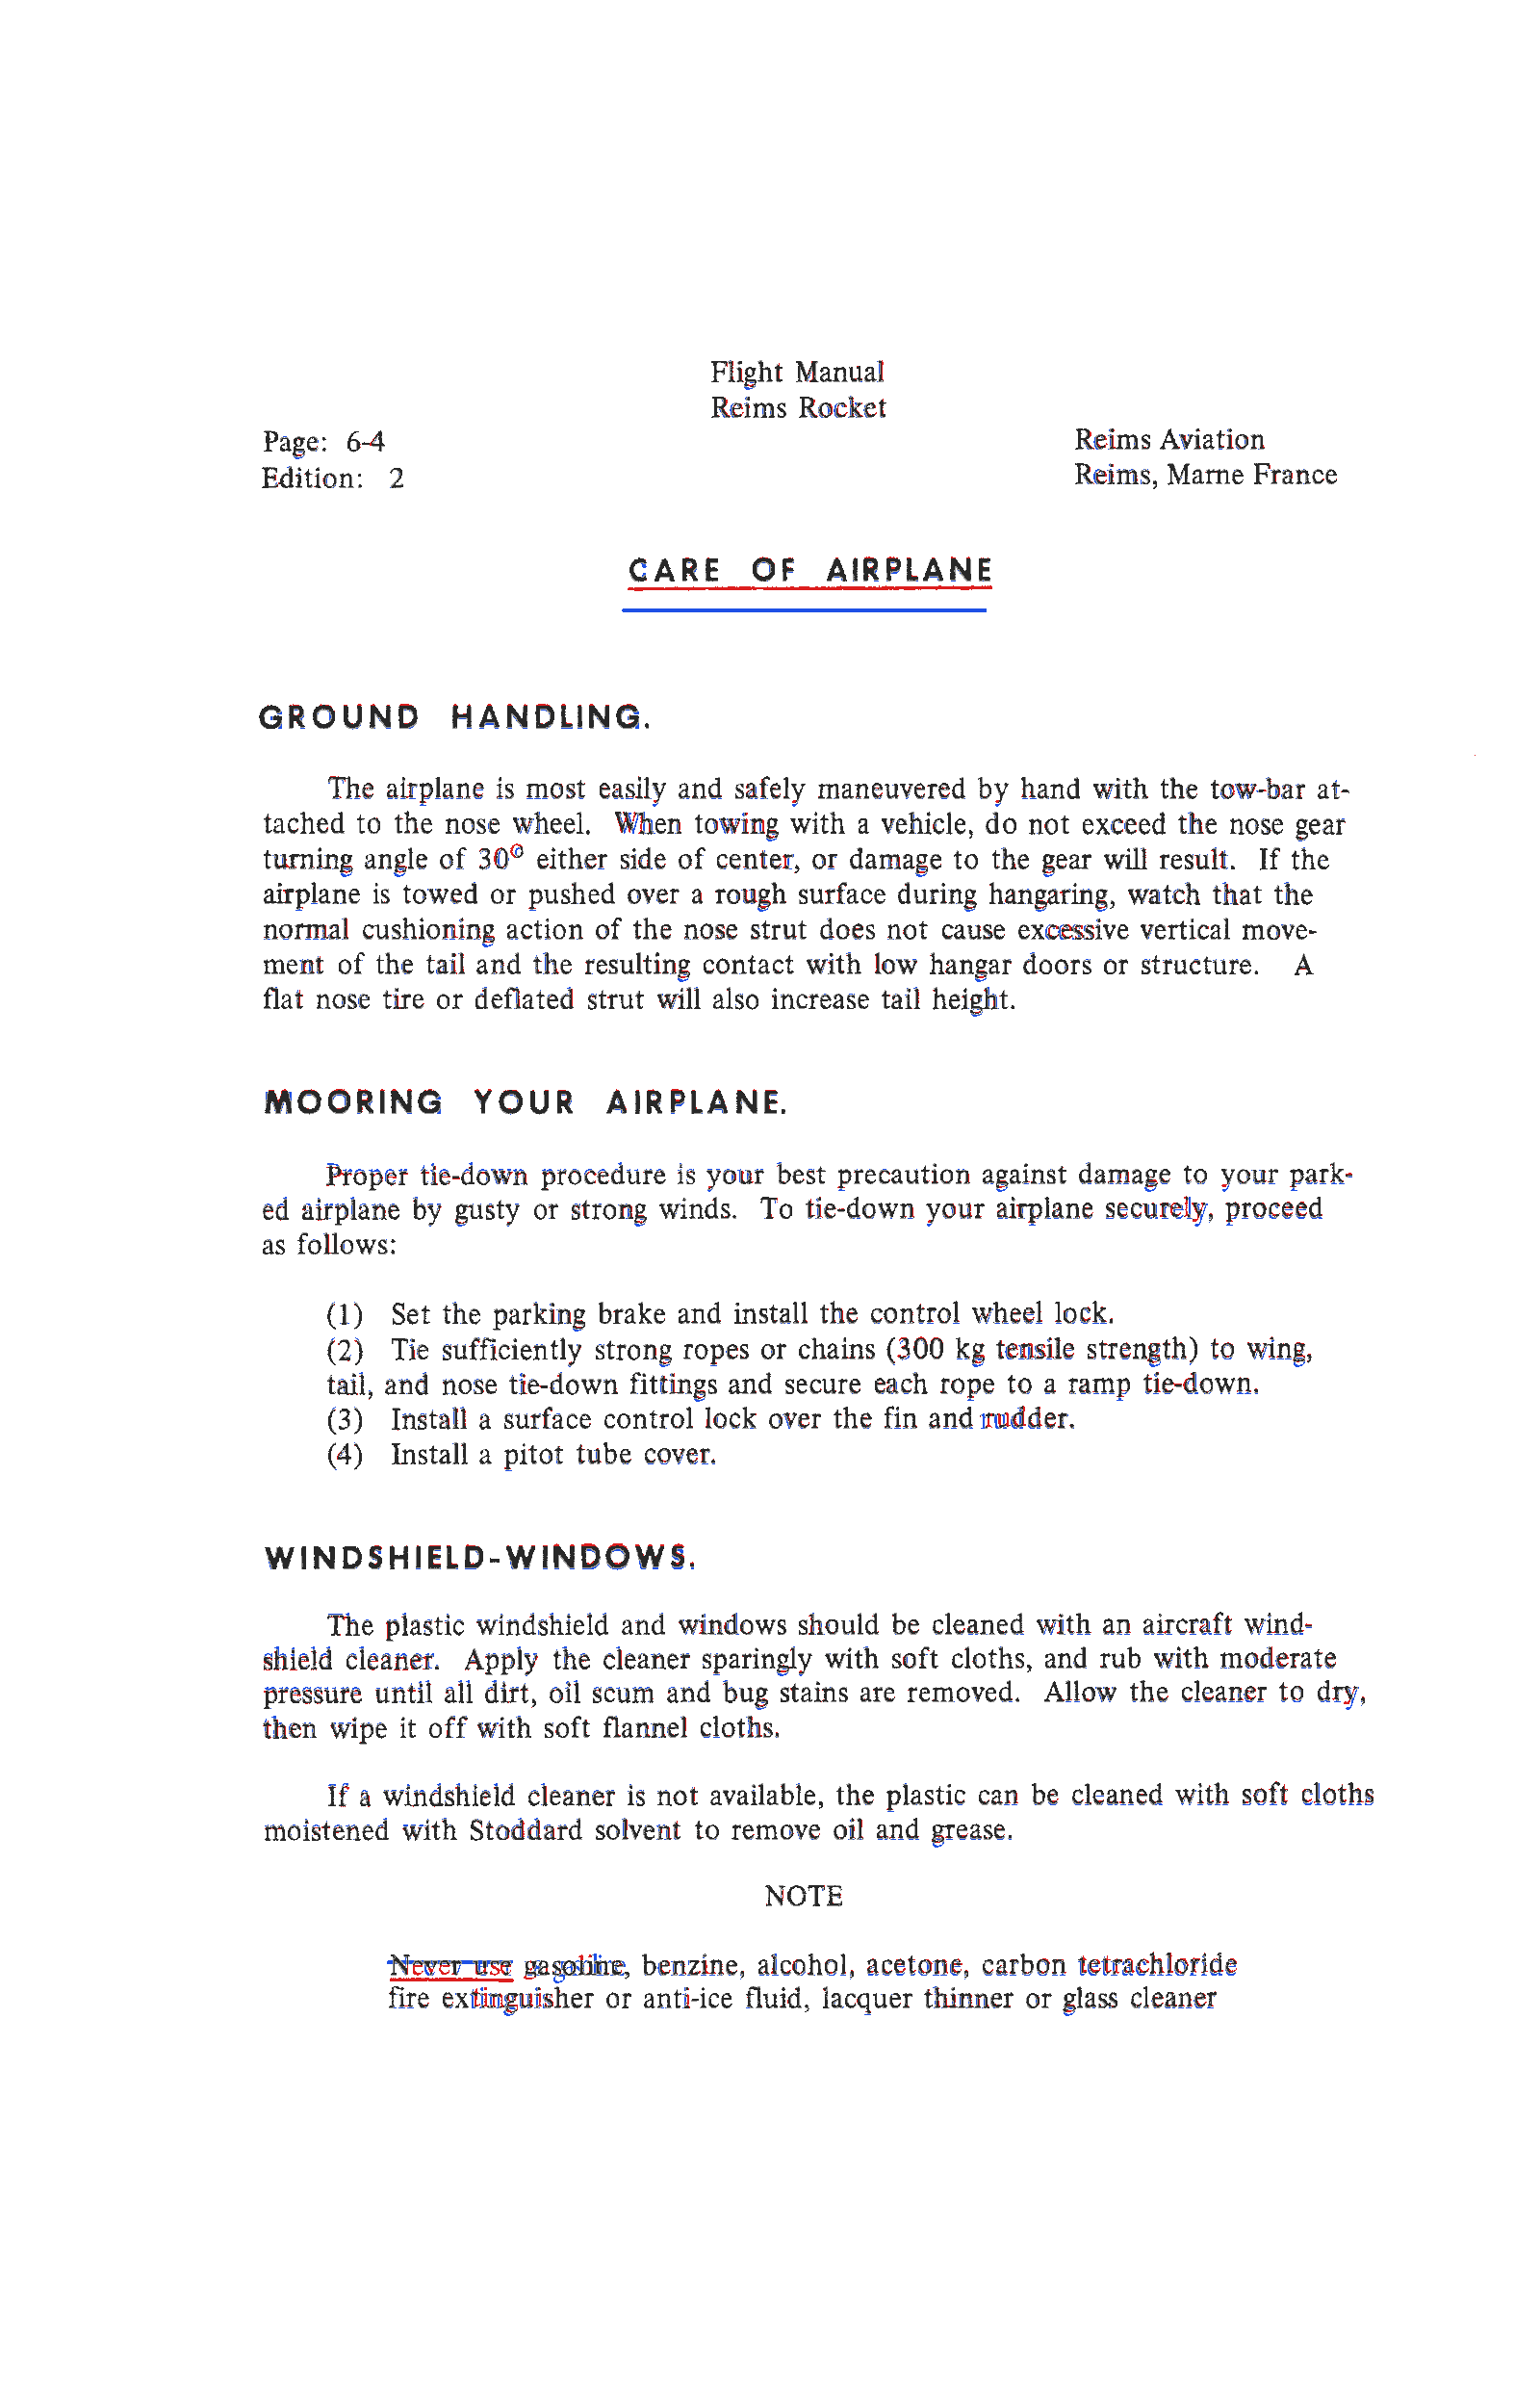 Flight Manual
Reims Rocket
Page: 6-4
Reims Aviation
Edition: 2
Reims, Marne France
CARE OF AIRPLANE
GROUND HANDLING.
The airplane is most easily and safely maneuvered by hand with the tow-bar at-
tached to the nose wheel. When towing with a vehicle, do not exceed the nose gear
turning angle of 30° either side of center, or damage to the gear will result. If the
airplane is towed or pushed over a rough surface during hangaring, watch that the
normal cushioning action of the nose strut does not cause excessive vertical move-
ment of the tail and the resulting contact with low hangar doors or structure. A
flat nose tire or deflated strut will also increase tail height.
MOORING YOUR AIRPLANE.
Proper tie-down procedure is your best precaution against damage to your park-
ed airplane by gusty or strong winds. To tie-down your airplane securely, proceed
as follows:
(1) Set the parking brake and install the control wheel lock.
(2) Tie sufficiently strong ropes or chains (300 kg tensile strength) to wing,
tail, and nose tie-down fittings and secure each rope to a ramp tie-down.
(3) Install a surface control lock over the fin and rudder.
(4) Install a pitot tube cover.
WINDSHIELD-WINDOWS.
The plastic windshield and windows should be cleaned with an aircraft wind-
shield cleaner. Apply the cleaner sparingly with soft cloths, and rub with moderate
pressure until all dirt, oil scum and bug stains are removed. Allow the cleaner to dry,
then wipe it off with soft flannel cloths.
If a windshield cleaner is not available, the plastic can be cleaned with soft cloths
moistened with Stoddard solvent to remove oil and grease.
NOTE
Never use gasoline, benzine, alcohol, acetone, carbon tetrachloride
fire extinguisher or anti-ice fluid, lacquer thinner or glass cleaner